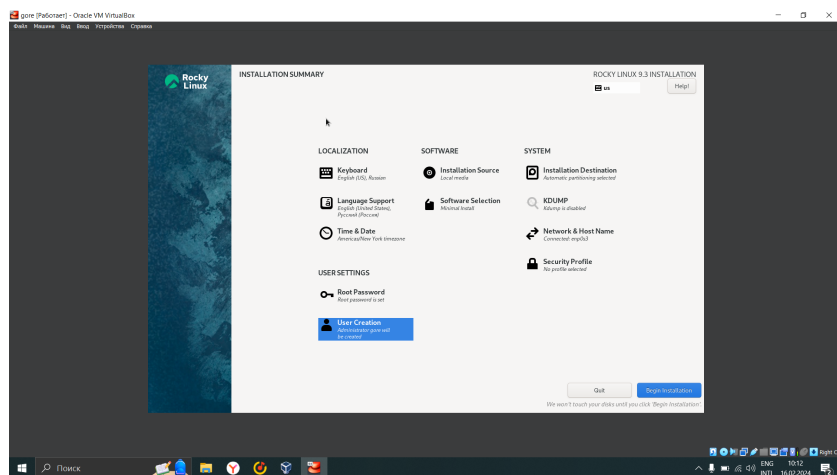 gore [Работает] - Oracle VM VirtualBox
Файл Машина Вид Ввод Устройства Справка
Rocky
Linux
INSTALLATION SUMMARY
ROCKY LINUX 9.3 INSTALLATION
us
Help!
LOCALIZATION
Keyboard
English (US), Russian
Language Support
English (United States),
Русский (Россия)
Time & Date
Americas/New York timezone
SOFTWARE
Installation Source
Local media
Software Selection
Minimal Install
SYSTEM
Installation Destination
Automatic partitioning selected
KDUMP
Kdump is disabled
Network & Host Name
Connected: enp0s3
Security Profile
No profile selected
USER SETTINGS
Root Password
Root password is set
User Creation
Administrator gore will
be created
Quit
Begin Installation
We won't touch your disks until you click 'Begin Installation'.
Right C
Поиск
ENG
INTL
10:12
16.02.2024